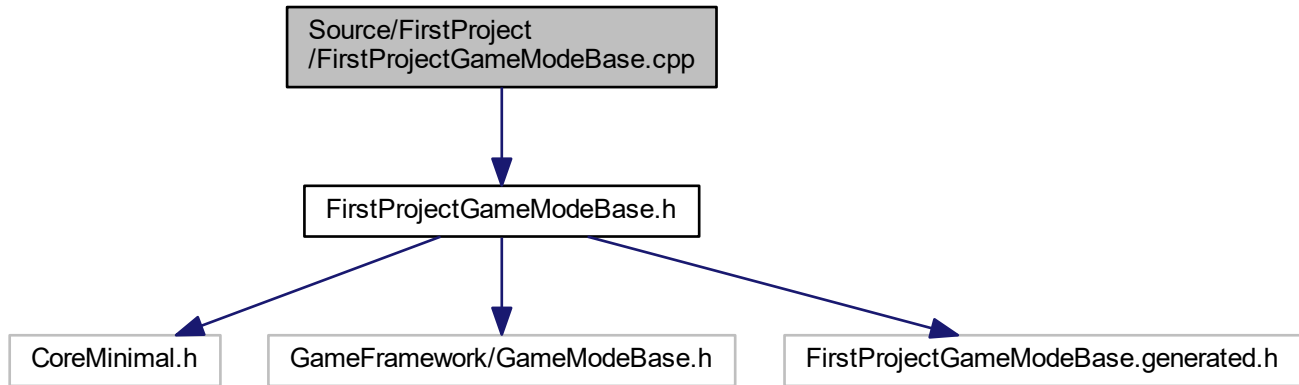 Source/FirstProject
/FirstProjectGameModeBase.cpp
FirstProjectGameModeBase.h
CoreMinimal.h
GameFramework/GameModeBase.h
FirstProjectGameModeBase.generated.h